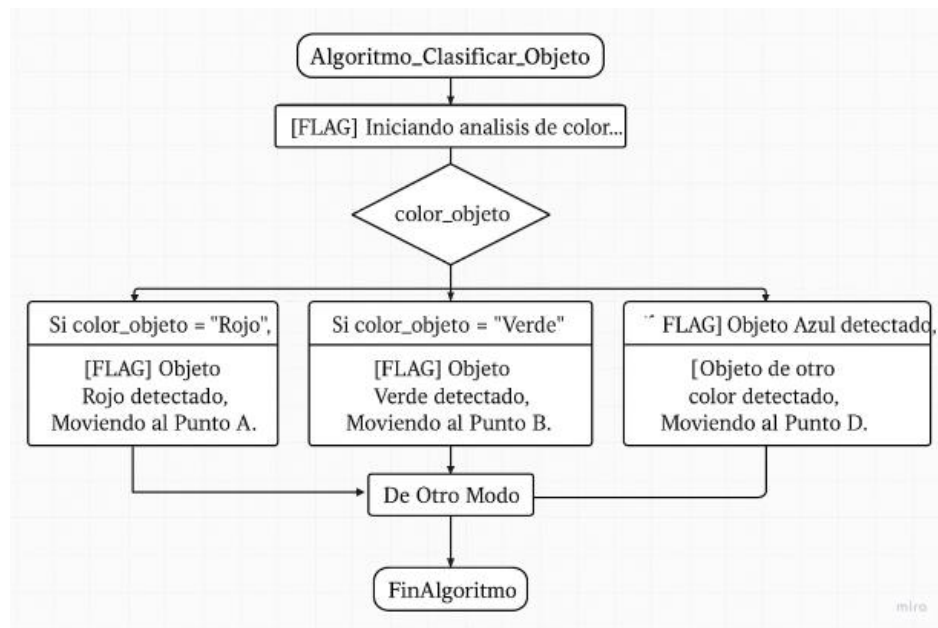 Algoritmo_Clasificar_Objeto
[FLAG] Iniciando analisis de color...
color_objeto
Si color_objeto = "Rojo",
[FLAG] Objeto
Rojo detectado,
Moviendo al Punto A.
Si color_objeto = "Verde"
[FLAG] Objeto
Verde detectado,
Moviendo al Punto B.
FLAG] Objeto Azul detectado,
[Objeto de otro
color detectado,
Moviendo al Punto D.
De Otro Modo
FinAlgoritmo
miro